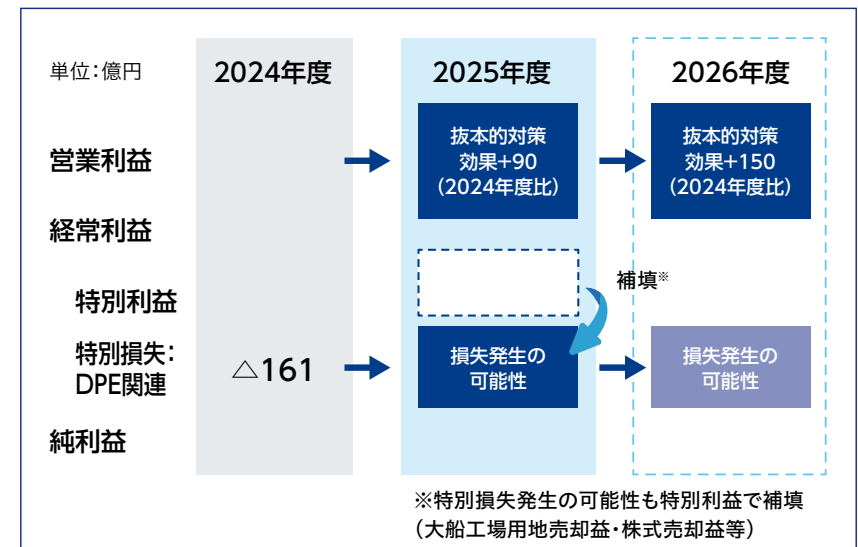 単位：億円
2024年度
2025年度
2026年度
営業利益
抜本的対策
効果+90
（2024年度比）
抜本的対策
効果+150
（2024年度比）
経常利益
特別利益
補填※
特別損失：
DPE関連
△161
損失発生の
可能性
損失発生の
可能性
純利益
※特別損失発生の可能性も特別利益で補填
（大船工場用地売却益・株式売却益等）